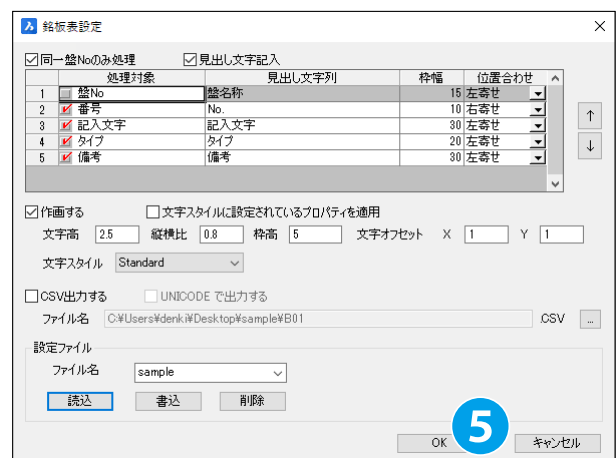 銘板表設定
同一盤Noのみ処理 見出し文字記入
処理対象 見出し文字列 枠幅 位置合わせ
1 盤No 盤名称 15 左寄せ
2 番号 No. 10 右寄せ
3 記入文字 記入文字 30 左寄せ
4 タイプ タイプ 20 左寄せ
5 備考 備考 30 左寄せ
↑
↓
作画する 文字スタイルに設定されているプロパティを適用
文字高 2.5 縦横比 0.8 枠高 5 文字オフセット X 1 Y 1
文字スタイル Standard
CSV出力する UNICODE で出力する
ファイル名 C:¥Users¥denki¥Desktop¥sample¥B01 .CSV ...
設定ファイル
ファイル名 sample
読込 書込 削除
OK 5 キャンセル